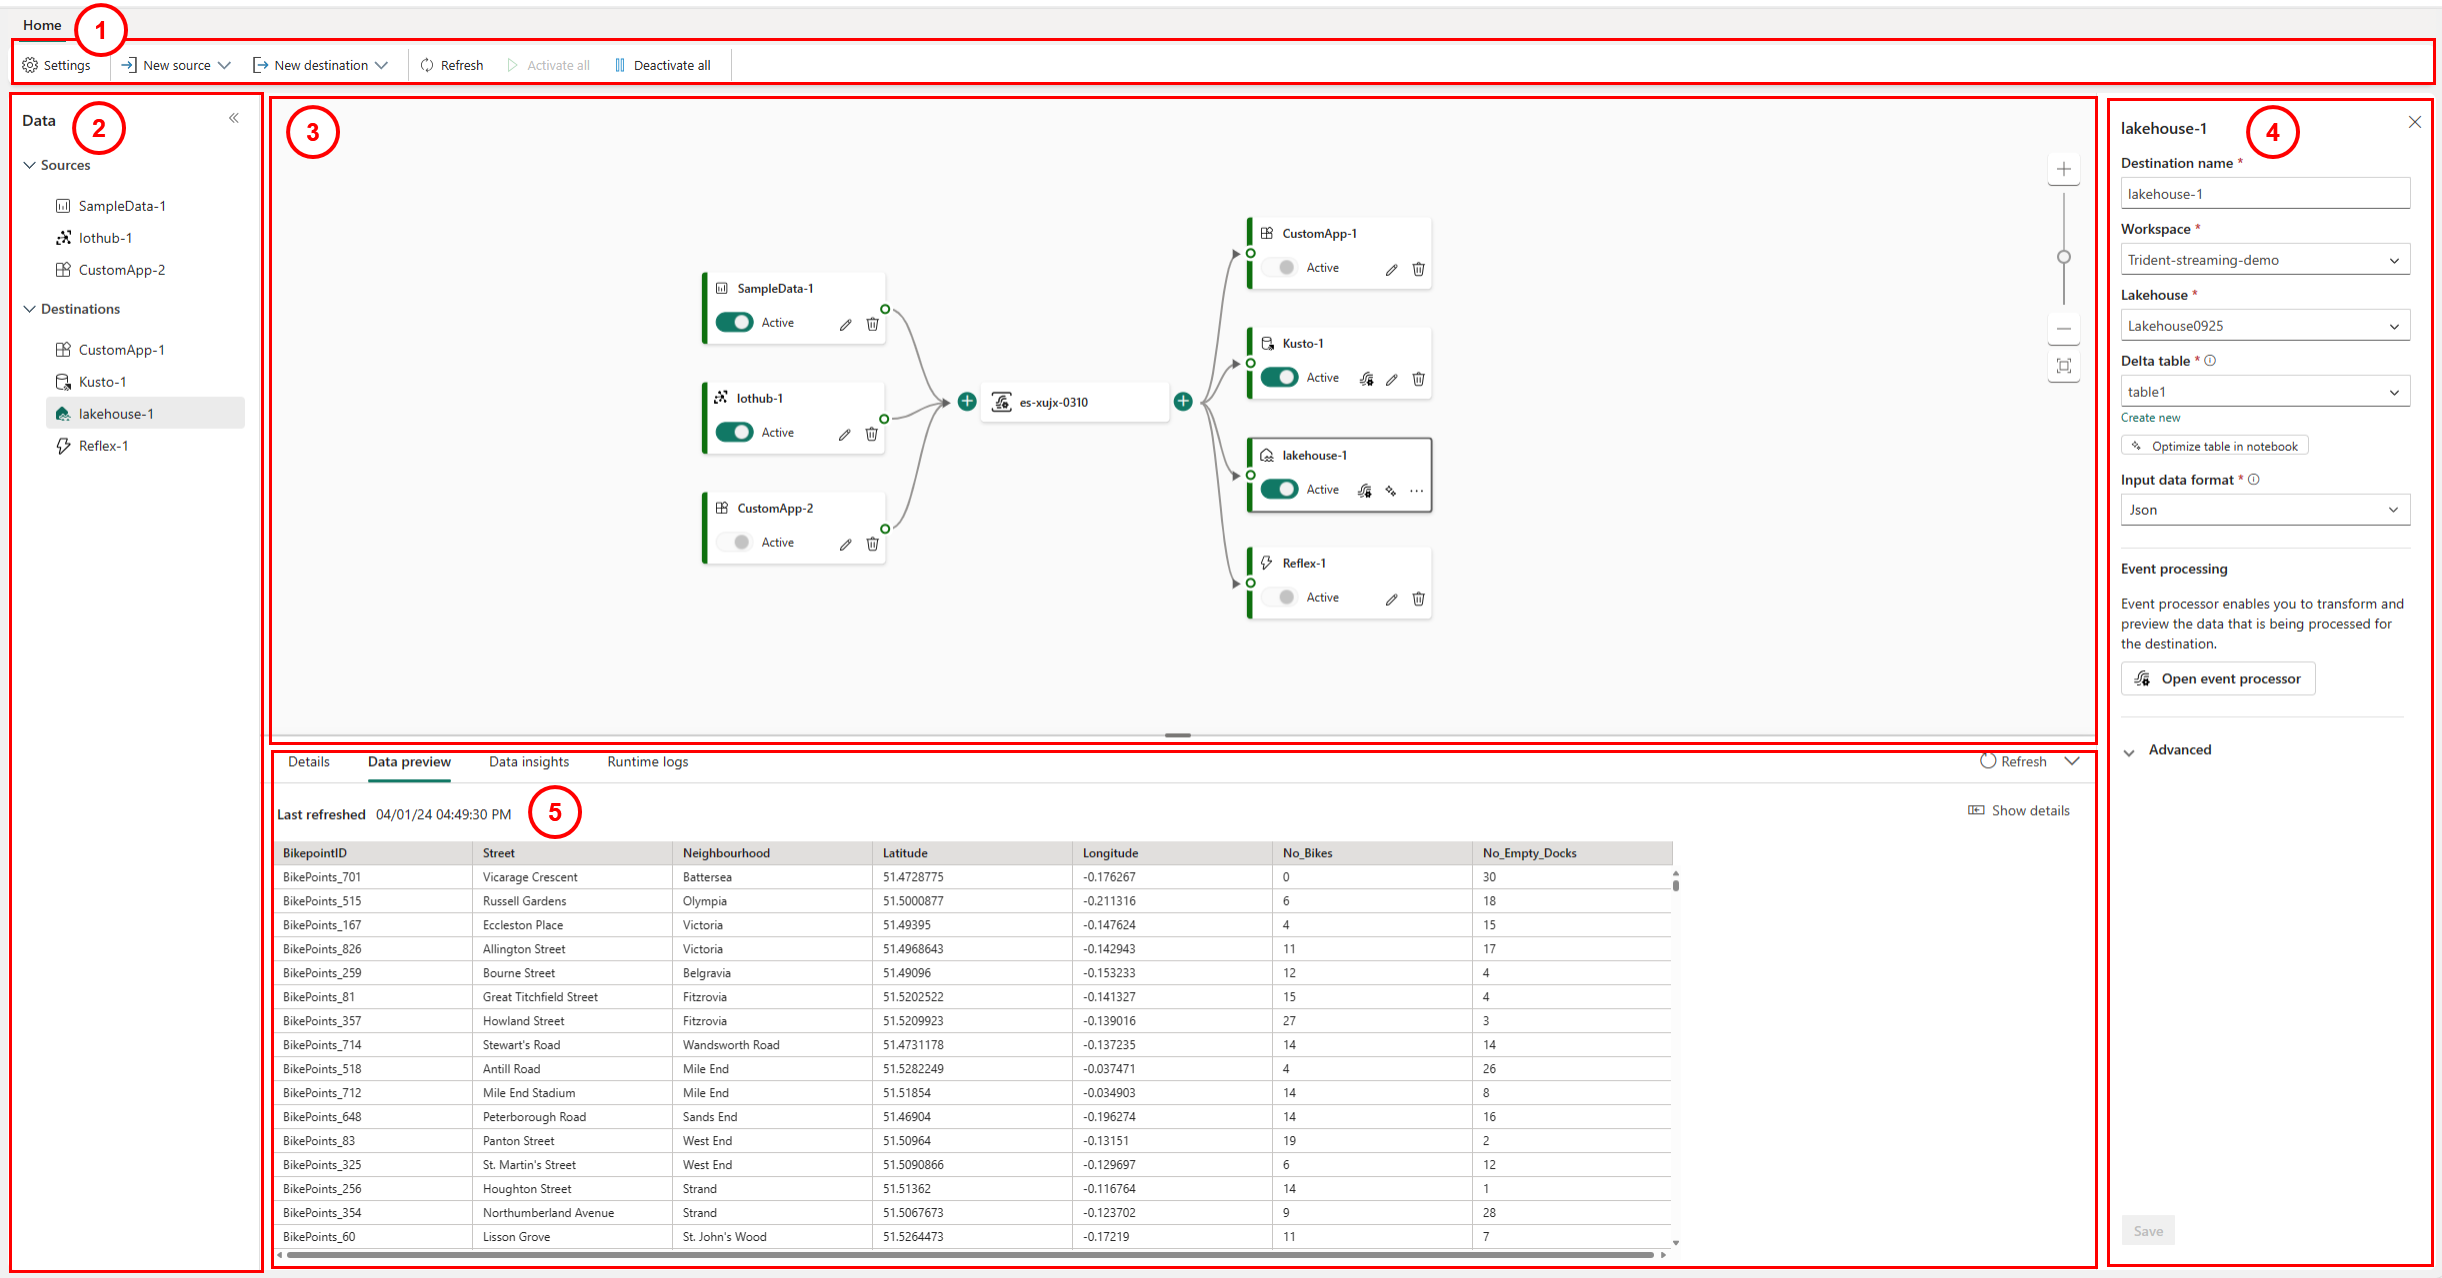 Home
1
Settings New source New destination Refresh Activate all Deactivate all
Data
2
Sources
SampleData-1
Iothub-1
CustomApp-2
Destinations
CustomApp-1
Kusto-1
lakehouse-1
Reflex-1
3
SampleData-1
Active
Iothub-1
Active
CustomApp-2
Active
es-xujx-0310
CustomApp-1
Active
Kusto-1
Active
lakehouse-1
Active
Reflex-1
Active
lakehouse-1
4
Destination name *
lakehouse-1
Workspace *
Trident-streaming-demo
Lakehouse *
Lakehouse0925
Delta table *
table1
Create new
Optimize table in notebook
Input data format *
Json
Event processing
Event processor enables you to transform and
preview the data that is being processed for
the destination.
Open event processor
Advanced
Save
Details Data preview Data insights Runtime logs Refresh
Last refreshed 04/01/24 04:49:30 PM
5
Show details
BikepointID Street Neighbourhood Latitude Longitude No_Bikes No_Empty_Docks
BikePoints_701 Vicarage Crescent Battersea 51.4728775 -0.176267 0 30
BikePoints_515 Russell Gardens Olympia 51.5000877 -0.211316 6 18
BikePoints_167 Eccleston Place Victoria 51.49395 -0.147624 4 15
BikePoints_826 Allington Street Victoria 51.4968643 -0.142943 11 17
BikePoints_259 Bourne Street Belgravia 51.49096 -0.153233 12 4
BikePoints_81 Great Titchfield Street Fitzrovia 51.5202522 -0.141327 15 4
BikePoints_357 Howland Street Fitzrovia 51.5209923 -0.139016 27 3
BikePoints_714 Stewart's Road Wandsworth Road 51.4731178 -0.137235 14 14
BikePoints_518 Antill Road Mile End 51.5282249 -0.037471 4 26
BikePoints_712 Mile End Stadium Mile End 51.51854 -0.034903 14 8
BikePoints_648 Peterborough Road Sands End 51.46904 -0.196274 14 16
BikePoints_83 Panton Street West End 51.50964 -0.13151 19 2
BikePoints_325 St. Martin's Street West End 51.5090866 -0.129697 6 12
BikePoints_256 Houghton Street Strand 51.51362 -0.116764 14 1
BikePoints_354 Northumberland Avenue Strand 51.5067673 -0.123702 9 28
BikePoints_60 Lisson Grove St. John's Wood 51.5264473 -0.17219 11 7